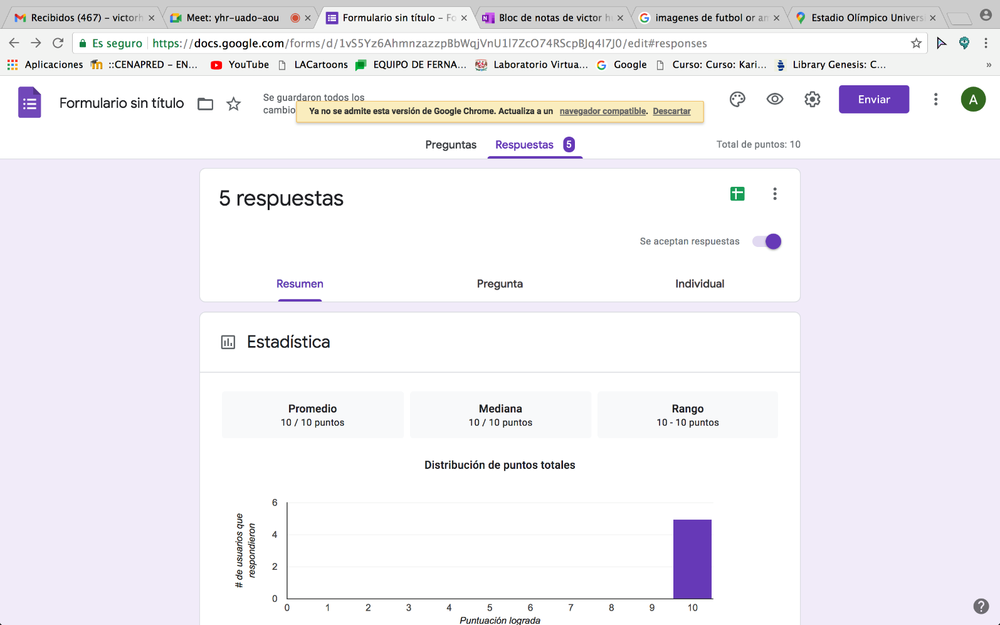 Recibidos (467) – victorh
Meet: yhr-uado-aou
Formulario sin título – Fo
Bloc de notas de victor hu
imagenes de futbol or am
Estadio Olímpico Universi
Es seguro
https://docs.google.com/forms/d/1vS5Yz6AhmnzazzpBbWqjVnU1I7ZcO74RScpBJq4I7J0/edit#responses
Aplicaciones
::CENAPRED – EN...
YouTube
LACartoons
EQUIPO DE FERNA...
Laboratorio Virtua...
Google
Curso: Curso: Kari...
Library Genesis: C...
»
Formulario sin título
Se guardaron todos los
cambio
Ya no se admite esta versión de Google Chrome. Actualiza a un navegador compatible. Descartar
Enviar
A
Preguntas
Respuestas 5
Total de puntos: 10
5 respuestas
Se aceptan respuestas
Resumen
Pregunta
Individual
Estadística
Promedio
10 / 10 puntos
Mediana
10 / 10 puntos
Rango
10 - 10 puntos
Distribución de puntos totales
# de usuarios que
respondieron
6
4
2
0
0 1 2 3 4 5 6 7 8 9 10
Puntuación lograda